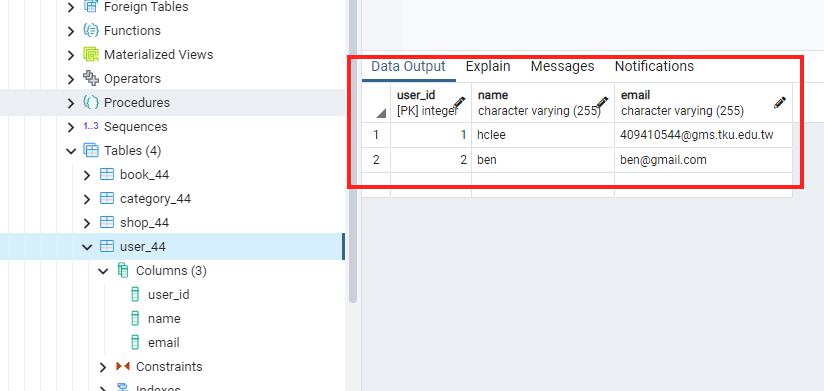 Foreign Tables
Functions
Materialized Views
Operators
Procedures
1..3 Sequences
Tables (4)
book_44
category_44
shop_44
user_44
Columns (3)
user_id
name
email
Constraints
Indexes
Data Output Explain Messages Notifications
user_id name email
[PK] integer character varying (255) character varying (255)
1 1 hclee 409410544@gms.tku.edu.tw
2 2 ben ben@gmail.com